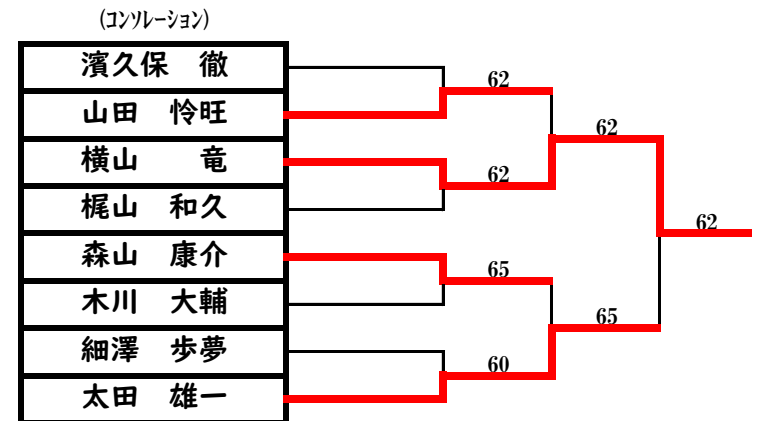 (ｺﾝｿﾚｰｼｮﾝ)
濱久保　徹
山田　怜旺
横山　　竜
梶山　和久
森山　康介
木川　大輔
細澤　歩夢
太田　雄一
62
62
65
60
62
65
62